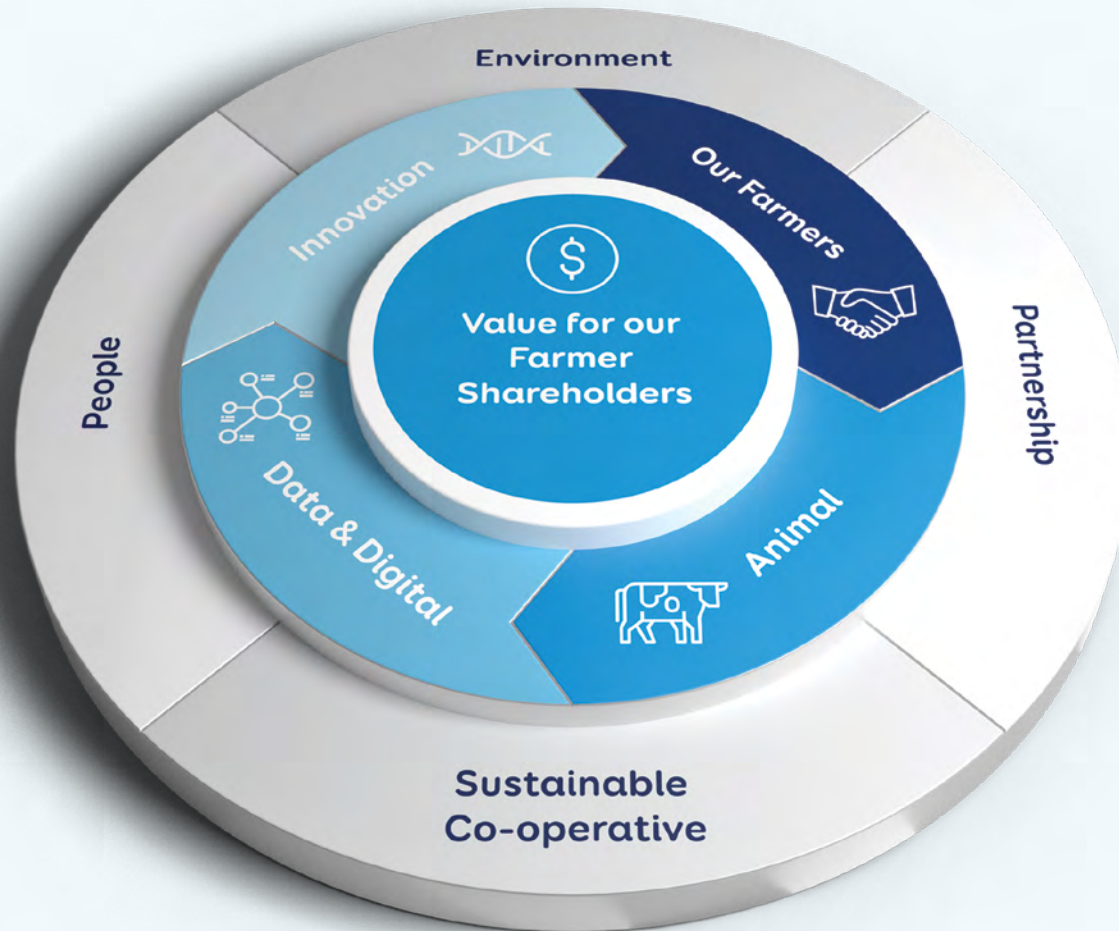 Environment
Innovation
Our Farmers
$
Value for our
Farmer
Shareholders
People
Partnership
Data & Digital
Animal
Sustainable
Co-operative